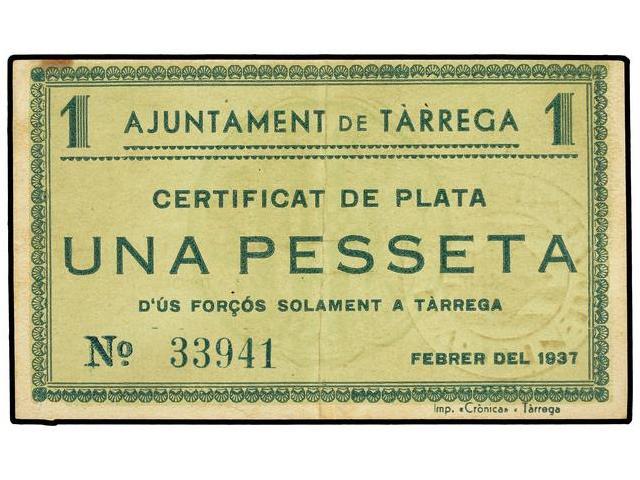 1 AJUNTAMENT DE TÀRREGA 1
CERTIFICAT DE PLATA
UNA PESSETA
D'ÚS FORÇÓS SOLAMENT A TÀRREGA
Nº 33941 FEBRER DEL 1937
Imp. «Crònica» - Tàrrega